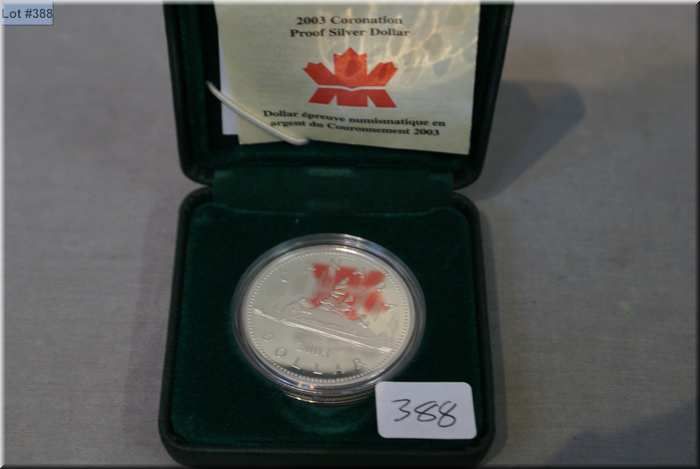 Lot #388
2003 Coronation
Proof Silver Dollar
Dollar épreuve numismatique en
argent du Couronnement 2003
DOLLAR
388